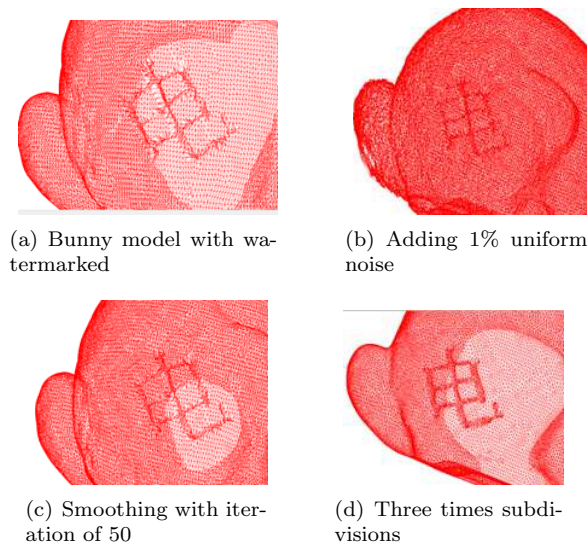 (a) Bunny model with wa-
termarked
(b) Adding 1% uniform
noise
(c) Smoothing with iter-
ation of 50
(d) Three times subdi-
visions